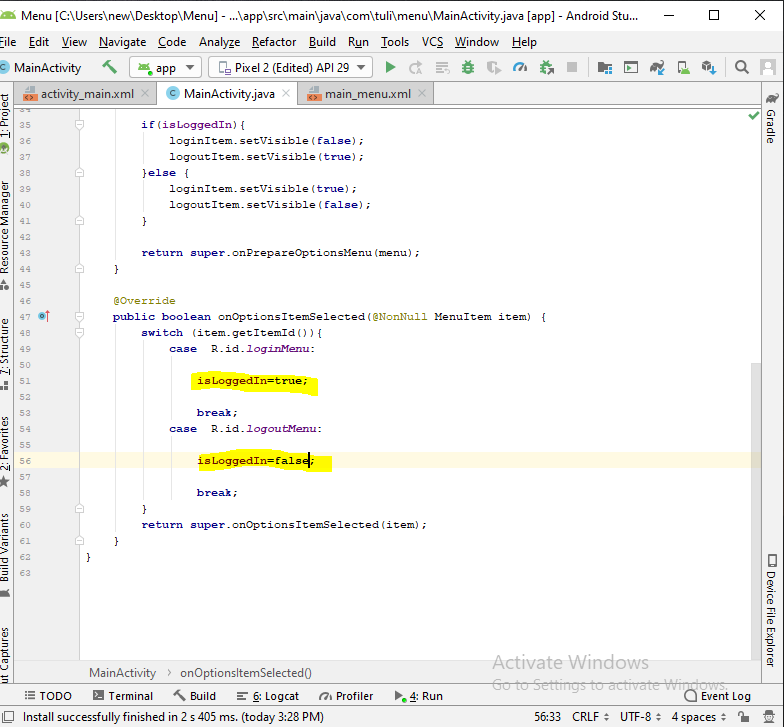 Menu [C:\Users\new\Desktop\Menu] - ...\app\src\main\java\com\tuli\menu\MainActivity.java [app] - Android Stu...
File Edit View Navigate Code Analyze Refactor Build Run Tools VCS Window Help
MainActivity app Pixel 2 (Edited) API 29
activity_main.xml MainActivity.java main_menu.xml
1: Project
Resource Manager
7: Structure
2: Favorites
Build Variants
ut Captures
Gradle
Device File Explorer
34
35 if(isLoggedIn){
36 loginItem.setVisible(false);
37 logoutItem.setVisible(true);
38 }else {
39 loginItem.setVisible(true);
40 logoutItem.setVisible(false);
41 }
42
43 return super.onPrepareOptionsMenu(menu);
44 }
45
46 @Override
47 public boolean onOptionsItemSelected(@NonNull MenuItem item) {
48 switch (item.getItemId()){
49 case R.id.loginMenu:
50
51 isLoggedIn=true;
52
53 break;
54 case R.id.logoutMenu:
55
56 isLoggedIn=false;
57
58 break;
59 }
60 return super.onOptionsItemSelected(item);
61 }
62 }
63
Activate Windows
Go to Settings to activate Windows.
MainActivity › onOptionsItemSelected()
TODO Terminal Build 6: Logcat Profiler 4: Run Event Log
Install successfully finished in 2 s 405 ms. (today 3:28 PM) 56:33 CRLF UTF-8 4 spaces